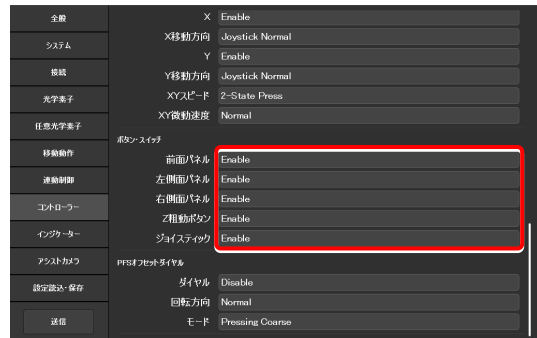 全般
システム
接続
光学素子
任意光学素子
移動動作
連動制御
コントローラー
インジケーター
アシストカメラ
設定読込・保存
送信
X Enable
X移動方向 Joystick Normal
Y Enable
Y移動方向 Joystick Normal
XYスピード 2-State Press
XY微動速度 Normal
ボタン・スイッチ
前面パネル Enable
左側面パネル Enable
右側面パネル Enable
Z粗動ボタン Enable
ジョイスティック Enable
PFSオフセットダイヤル
ダイヤル Disable
回転方向 Normal
モード Pressing Coarse